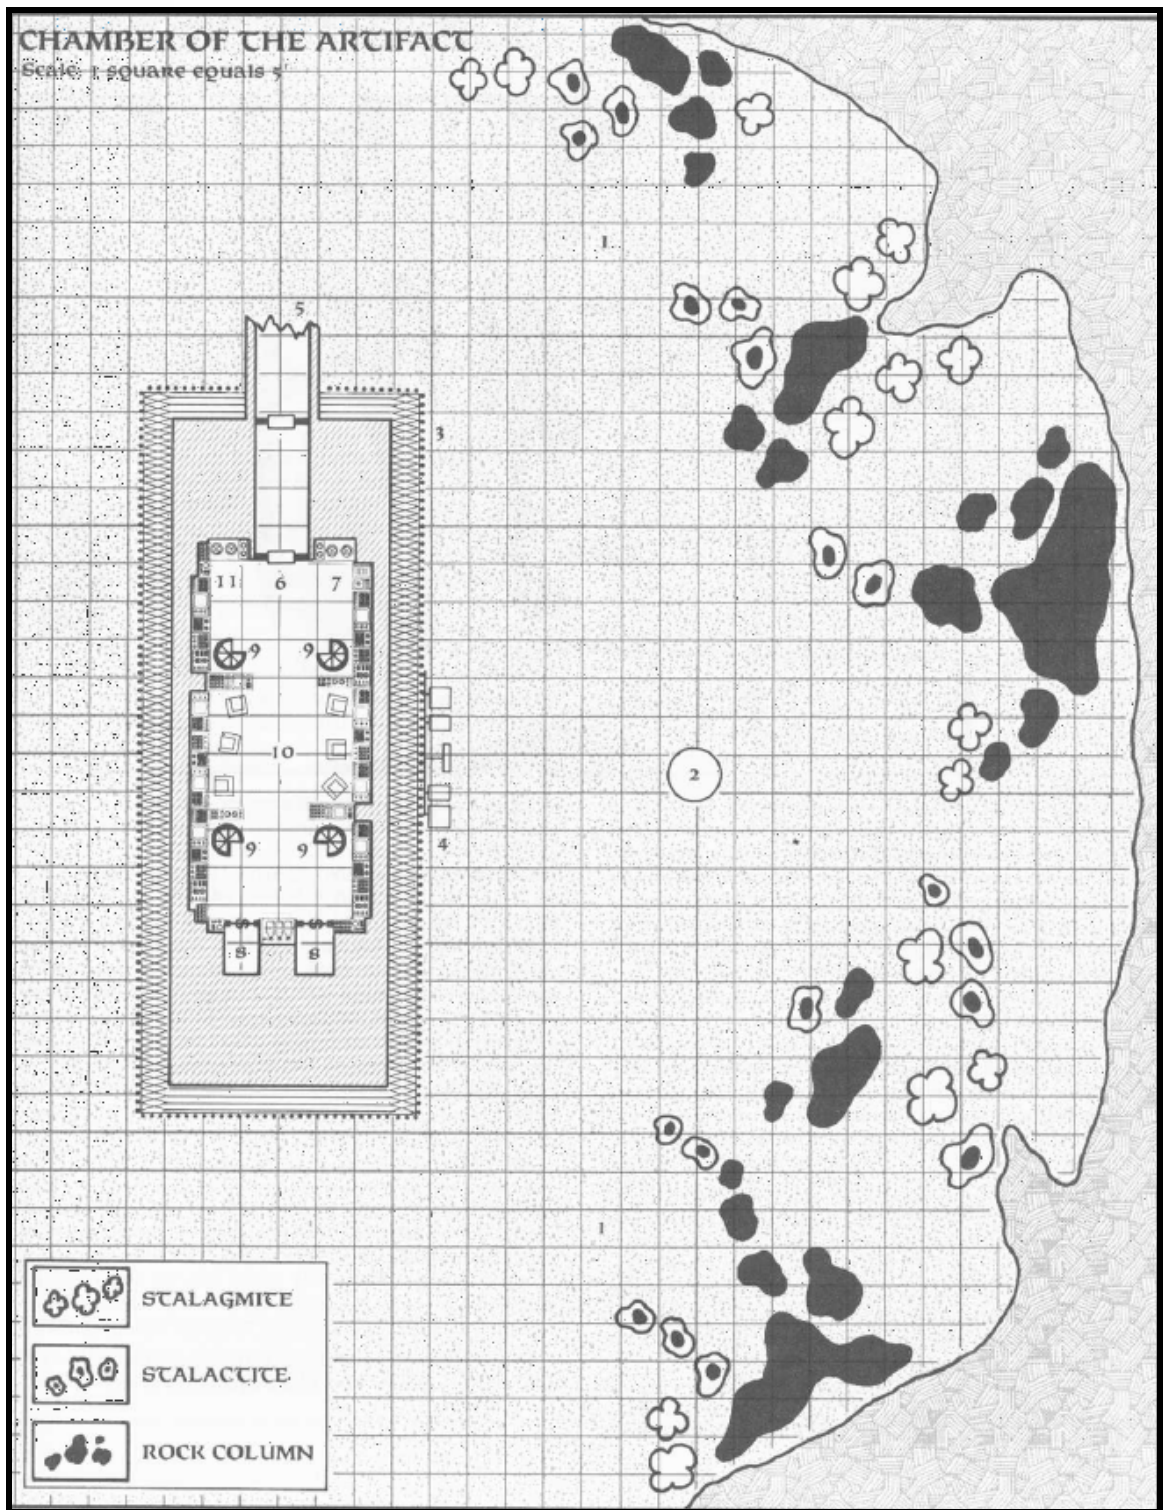 CHAMBER OF THE ARTIFACT
Scale: 1 square equals 5'
1
5
3
11 6 7
9 9
10
2
9 9
4
8 8
1
STALAGMITE
STALACTITE
ROCK COLUMN